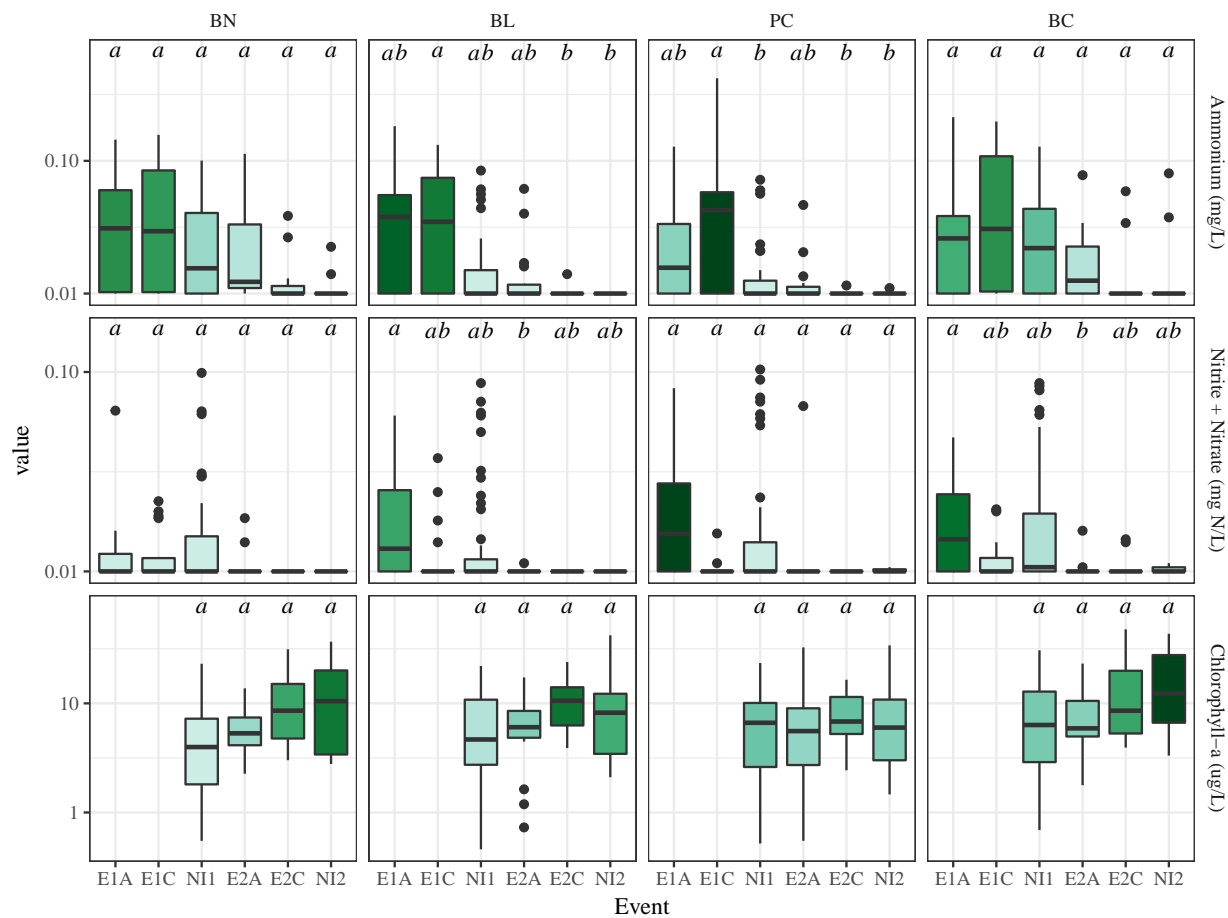 BN BL PC BC
a a a a a a ab a ab ab b b ab a b ab b b a a a a a a
0.10
0.01
Ammonium (mg/L)
a a a a a a a ab ab b ab ab a a a a a a a ab ab b ab ab
0.10
0.01
Nitrite + Nitrate (mg N/L)
a a a a a a a a a a a a a a a a
10
1
Chlorophyll−a (ug/L)
value
E1A E1C NI1 E2A E2C NI2 E1A E1C NI1 E2A E2C NI2 E1A E1C NI1 E2A E2C NI2 E1A E1C NI1 E2A E2C NI2
Event